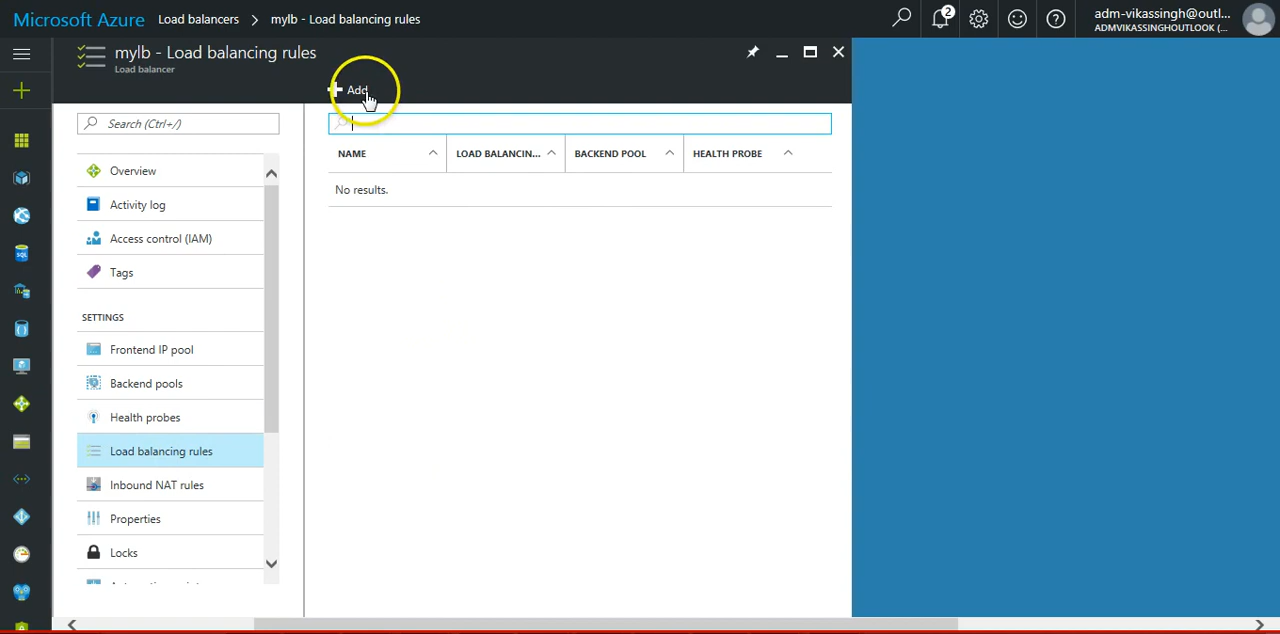 Microsoft Azure Load balancers > mylb - Load balancing rules
2
adm-vikassingh@outl...
ADMVIKASSINGHOUTLOOK (...
mylb - Load balancing rules
Load balancer
Add
Search (Ctrl+/)
NAME LOAD BALANCIN... BACKEND POOL HEALTH PROBE
No results.
Overview
Activity log
Access control (IAM)
Tags
SETTINGS
Frontend IP pool
Backend pools
Health probes
Load balancing rules
Inbound NAT rules
Properties
Locks